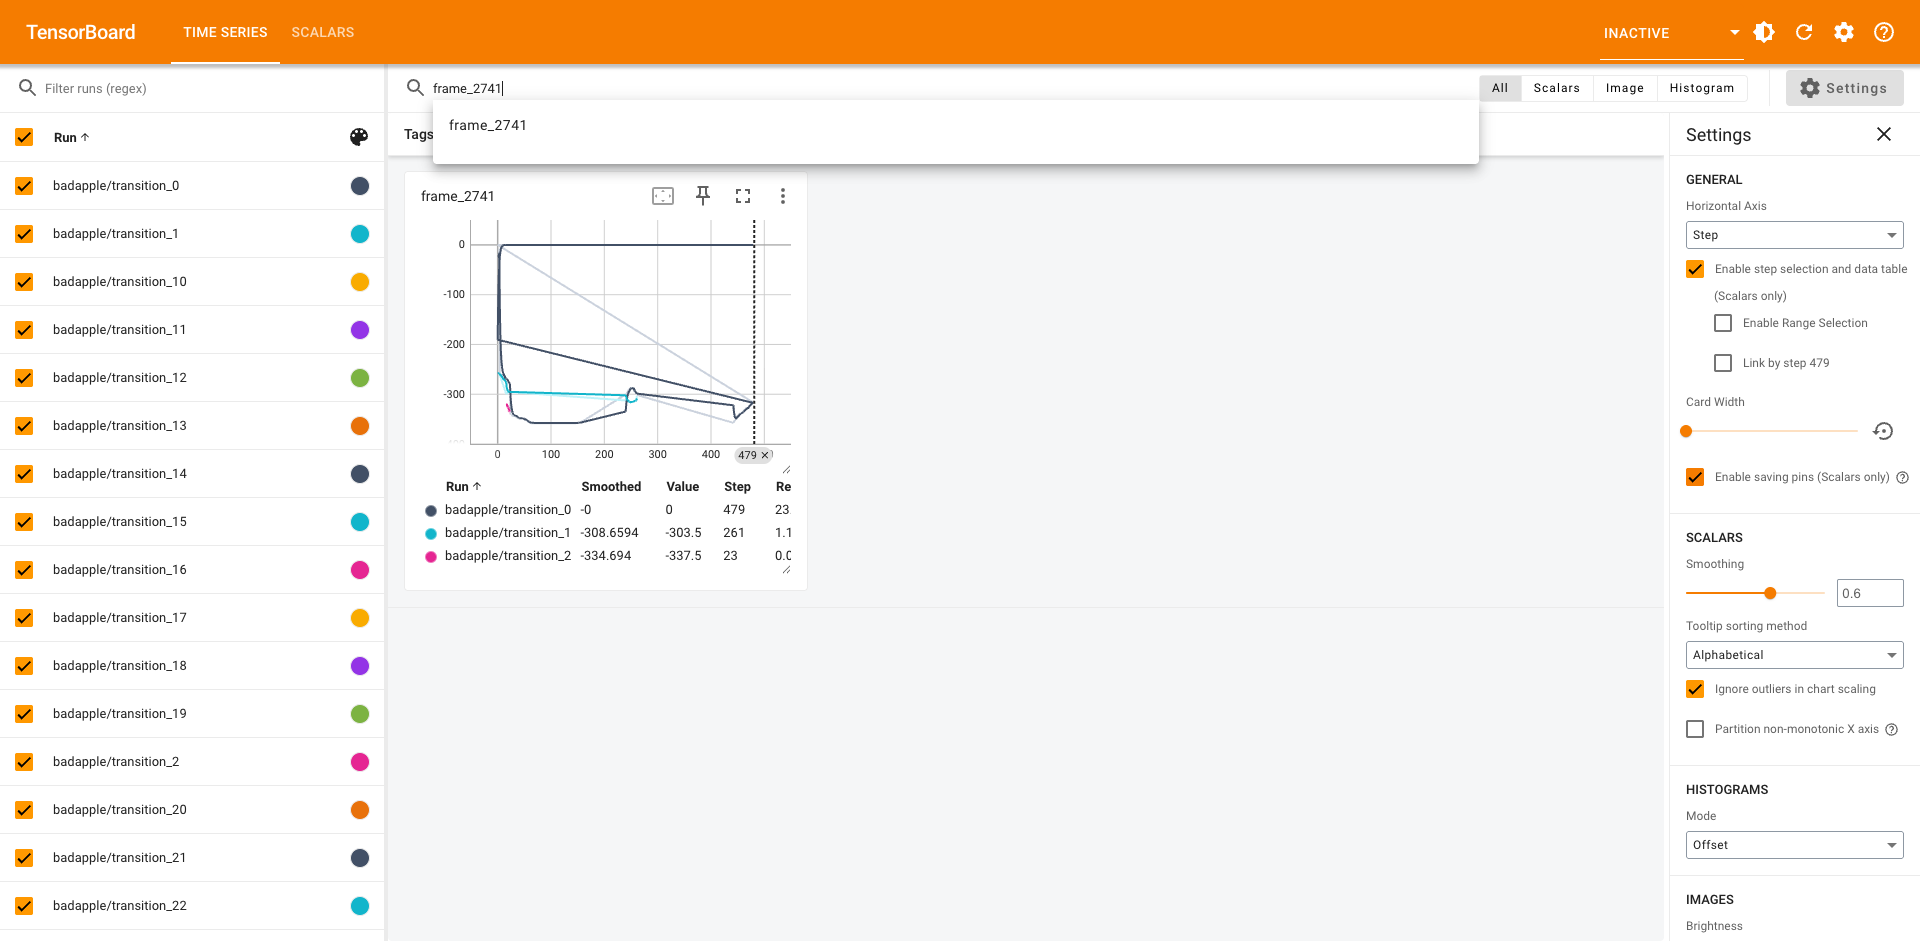 TensorBoard
TIME SERIES
SCALARS
INACTIVE
Filter runs (regex)
frame_2741
All
Scalars
Image
Histogram
Settings
frame_2741
Run
Tags
Settings
badapple/transition_0
badapple/transition_1
badapple/transition_10
badapple/transition_11
badapple/transition_12
badapple/transition_13
badapple/transition_14
badapple/transition_15
badapple/transition_16
badapple/transition_17
badapple/transition_18
badapple/transition_19
badapple/transition_2
badapple/transition_20
badapple/transition_21
badapple/transition_22
frame_2741
0
-100
-200
-300
0 100 200 300 400 479
Run Smoothed Value Step Re
badapple/transition_0 -0 0 479 23.
badapple/transition_1 -308.6594 -303.5 261 1.1
badapple/transition_2 -334.694 -337.5 23 0.0
GENERAL
Horizontal Axis
Step
Enable step selection and data table
(Scalars only)
Enable Range Selection
Link by step 479
Card Width
Enable saving pins (Scalars only)
SCALARS
Smoothing
0.6
Tooltip sorting method
Alphabetical
Ignore outliers in chart scaling
Partition non-monotonic X axis
HISTOGRAMS
Mode
Offset
IMAGES
Brightness